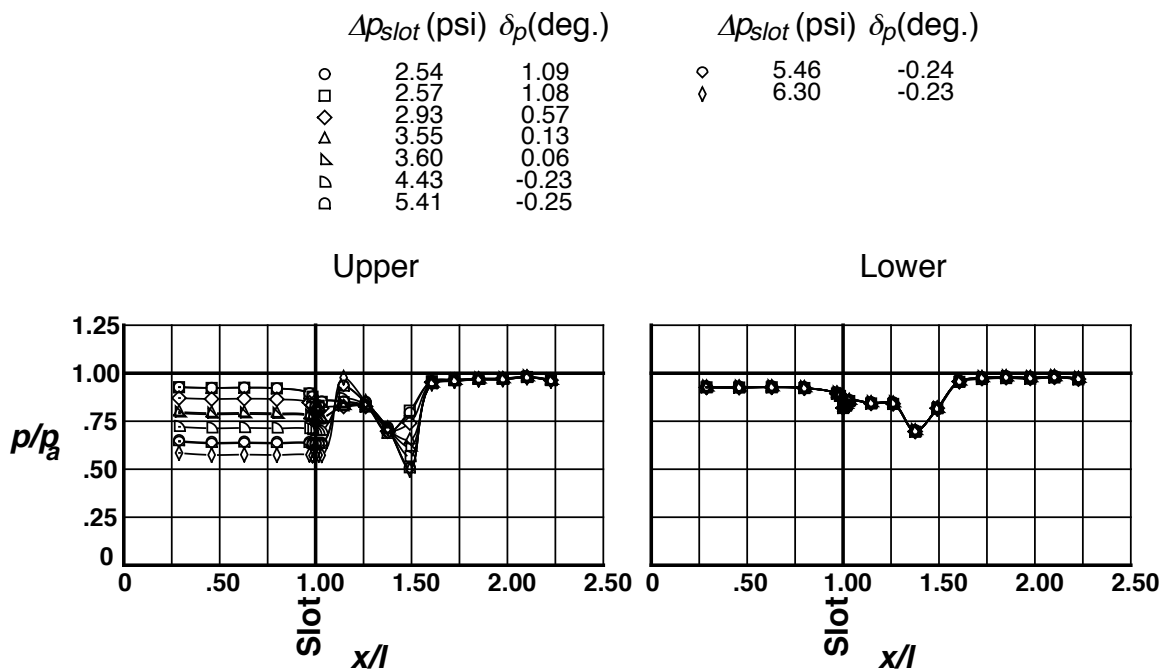 Δp_slot (psi) δ_p(deg.)
2.54 1.09
2.57 1.08
2.93 0.57
3.55 0.13
3.60 0.06
4.43 -0.23
5.41 -0.25
Δp_slot (psi) δ_p(deg.)
5.46 -0.24
6.30 -0.23
Upper
1.25
1.00
.75
.50
.25
0
p/p_a
0 .50 1.00 1.50 2.00 2.50
Slot
x/l
Lower
0 .50 1.00 1.50 2.00 2.50
Slot
x/l